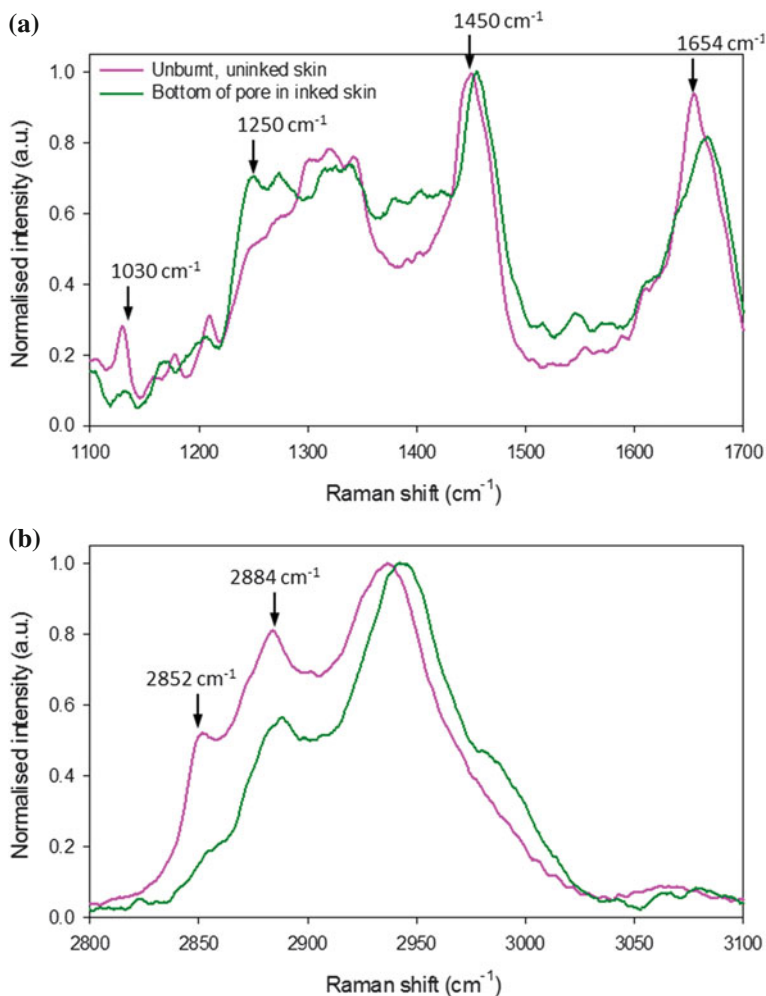 (a)
1450 cm⁻¹
1654 cm⁻¹
Unburnt, uninked skin
Bottom of pore in inked skin
1250 cm⁻¹
1030 cm⁻¹
Normalised intensity (a.u.)
1.0
0.8
0.6
0.4
0.2
0.0
1100 1200 1300 1400 1500 1600 1700
Raman shift (cm⁻¹)
(b)
2884 cm⁻¹
2852 cm⁻¹
Normalised intensity (a.u.)
1.0
0.8
0.6
0.4
0.2
0.0
2800 2850 2900 2950 3000 3050 3100
Raman shift (cm⁻¹)